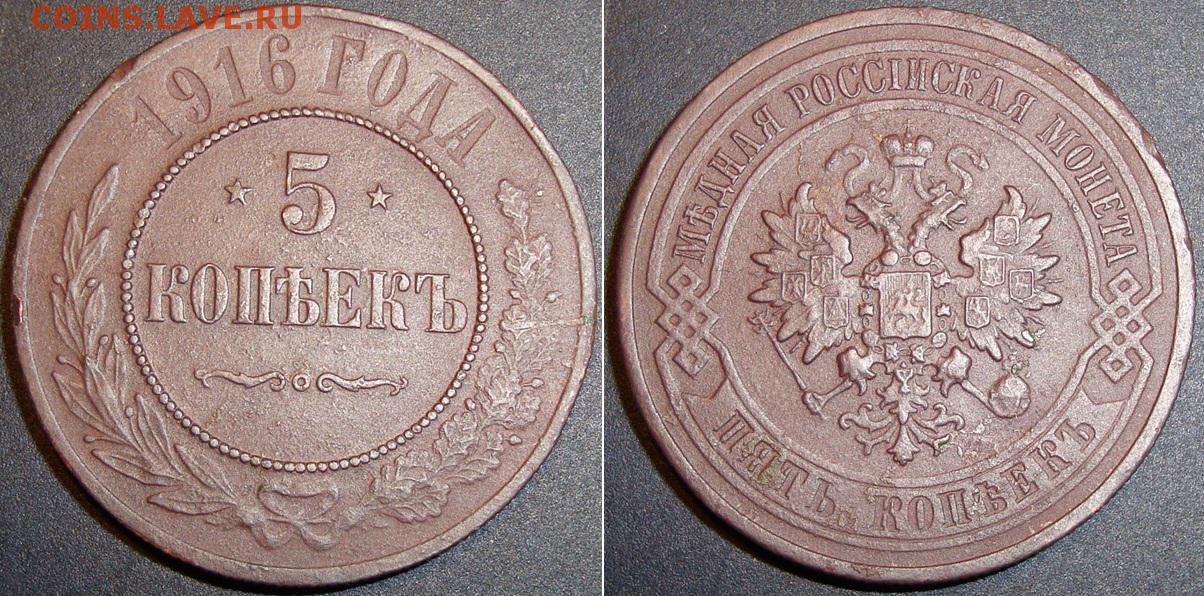 COINS.LAVE.RU
1916 ГОДА
5
КОПѢЕКЪ
МѢДНАЯ РОССІЙСКАЯ МОНЕТА
ПЯТЬ КОПѢЕКЪ